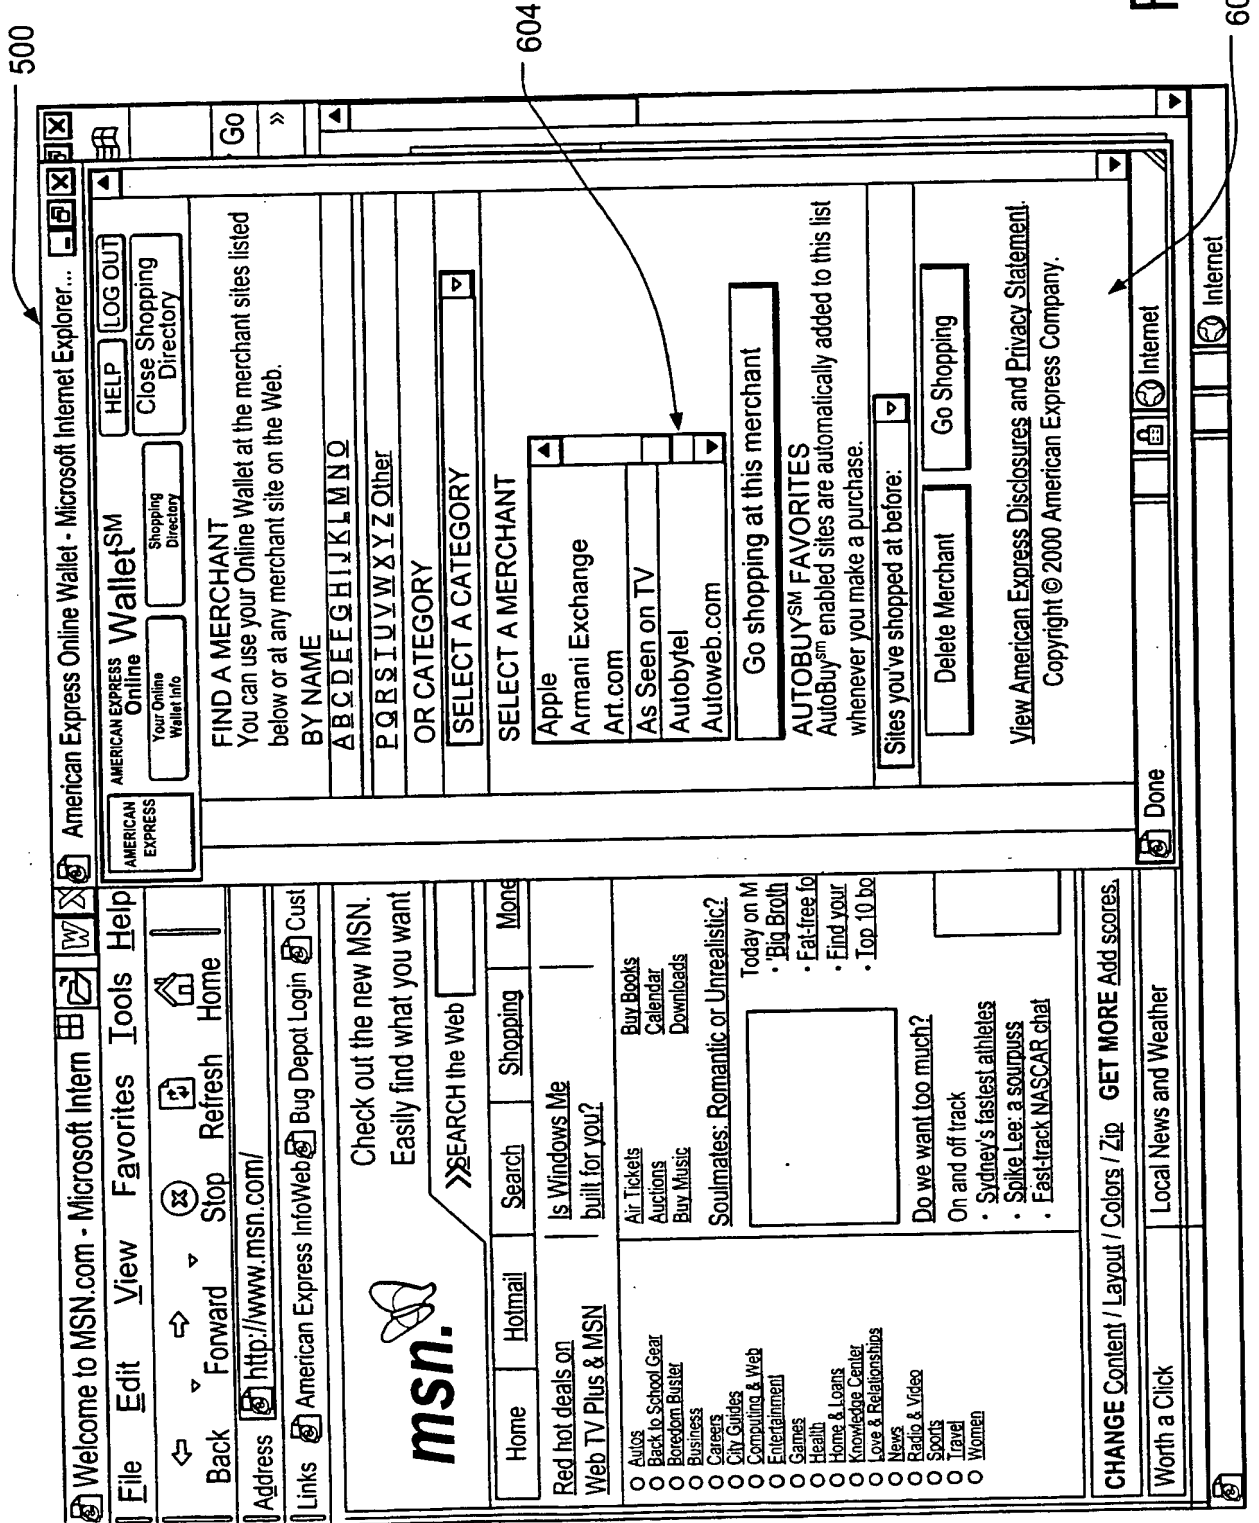 500
Welcome to MSN.com - Microsoft Intern
File Edit View Favorites Tools Help
Back Forward Stop Refresh Home
Address http://www.msn.com/
Links American Express InfoWeb Bug Depot Login Cust
Go
»
msn.
Check out the new MSN.
Easily find what you want
SEARCH the Web
Home Hotmail Search Shopping Mone
Red hot deals on
Web TV Plus & MSN
Is Windows Me
built for you?
Autos
Back to School Gear
Boredom Buster
Business
Careers
City Guides
Computing & Web
Entertainment
Games
Health
Home & Loans
Knowledge Center
Love & Relationships
News
Radio & Video
Sports
Travel
Women
Air Tickets
Auctions
Buy Music
Buy Books
Calendar
Downloads
Soulmates: Romantic or Unrealistic?
Today on M
• 'Big Broth
• Fat-free fo
• Find your
• Top 10 bo
Do we want too much?
On and off track
• Sydney's fastest athletes
• Spike Lee: a sourpuss
• Fast-track NASCAR chat
CHANGE Content / Layout / Colors / Zip GET MORE Add scores.
Worth a Click
Local News and Weather
Internet
American Express Online Wallet - Microsoft Internet Explorer...
AMERICAN
EXPRESS
AMERICAN EXPRESS
Online Wallet SM
HELP LOG OUT
Your Online
Wallet Info
Shopping
Directory
Close Shopping
Directory
FIND A MERCHANT
You can use your Online Wallet at the merchant sites listed
below or at any merchant site on the Web.
BY NAME
A B C D E F G H I J K L M N O
P Q R S T U V W X Y Z Other
OR CATEGORY
SELECT A CATEGORY
SELECT A MERCHANT
Apple
Armani Exchange
Art.com
As Seen on TV
Autobytel
Autoweb.com
604
Go shopping at this merchant
AUTOBUY SM FAVORITES
AutoBuy sm enabled sites are automatically added to this list
whenever you make a purchase.
Sites you've shopped at before:
Delete Merchant Go Shopping
View American Express Disclosures and Privacy Statement.
Copyright © 2000 American Express Company.
Done
Internet